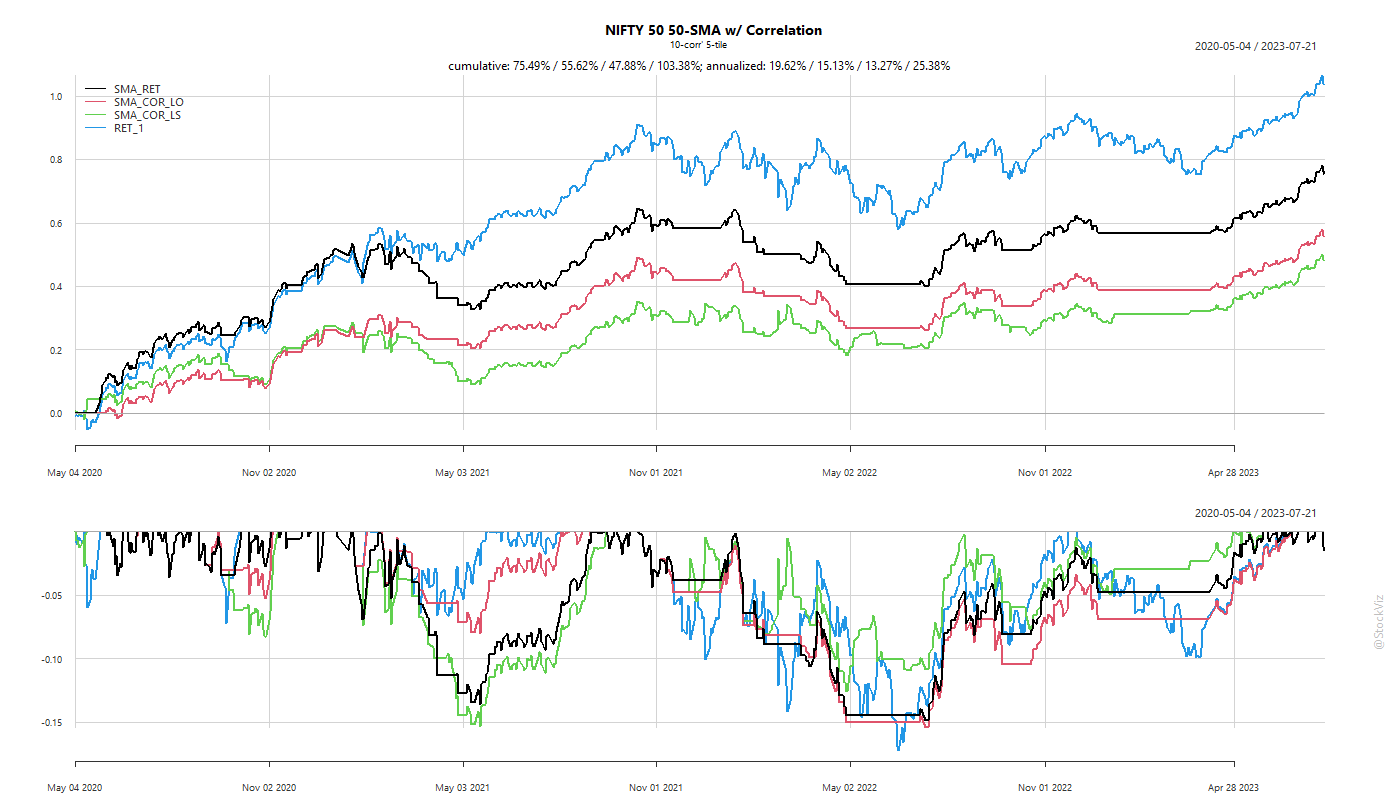 NIFTY 50 50-SMA w/ Correlation
10-corr' 5-tile
2020-05-04 / 2023-07-21
cumulative: 75.49% / 55.62% / 47.88% / 103.38%; annualized: 19.62% / 15.13% / 13.27% / 25.38%
SMA_RET
SMA_COR_LO
SMA_COR_LS
RET_1
1.0
0.8
0.6
0.4
0.2
0.0
May 04 2020 Nov 02 2020 May 03 2021 Nov 01 2021 May 02 2022 Nov 01 2022 Apr 28 2023
2020-05-04 / 2023-07-21
-0.05
-0.10
-0.15
May 04 2020 Nov 02 2020 May 03 2021 Nov 01 2021 May 02 2022 Nov 01 2022 Apr 28 2023
@StockViz